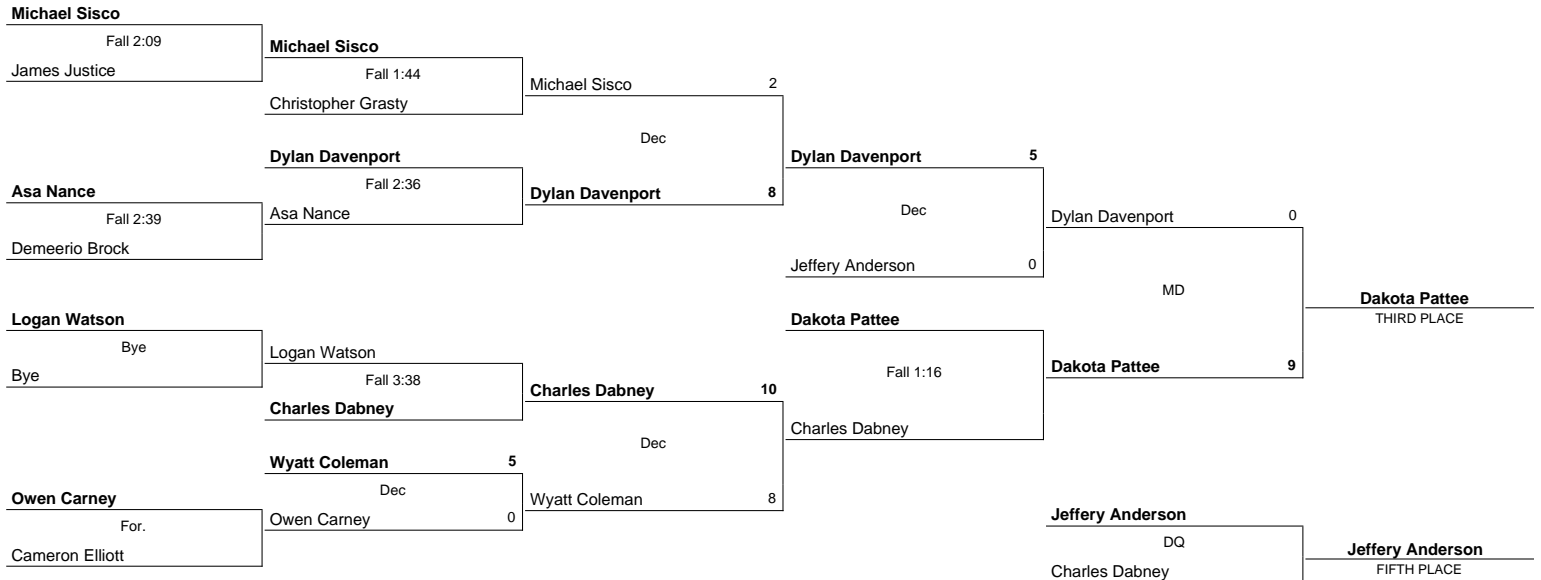 Michael Sisco
Fall 2:09
James Justice
Asa Nance
Fall 2:39
Demeerio Brock
Logan Watson
Bye
Bye
Owen Carney
For.
Cameron Elliott
Michael Sisco
Fall 1:44
Christopher Grasty
Dylan Davenport
Fall 2:36
Asa Nance
Logan Watson
Fall 3:38
Charles Dabney
Wyatt Coleman 5
Dec
Owen Carney 0
Michael Sisco 2
Dec
Dylan Davenport 8
Charles Dabney 10
Dec
Wyatt Coleman 8
Dylan Davenport 5
Dec
Jeffery Anderson 0
Dakota Pattee
Fall 1:16
Charles Dabney
Dylan Davenport 0
MD
Dakota Pattee 9
Dakota Pattee
THIRD PLACE
Jeffery Anderson
DQ
Charles Dabney
Jeffery Anderson
FIFTH PLACE